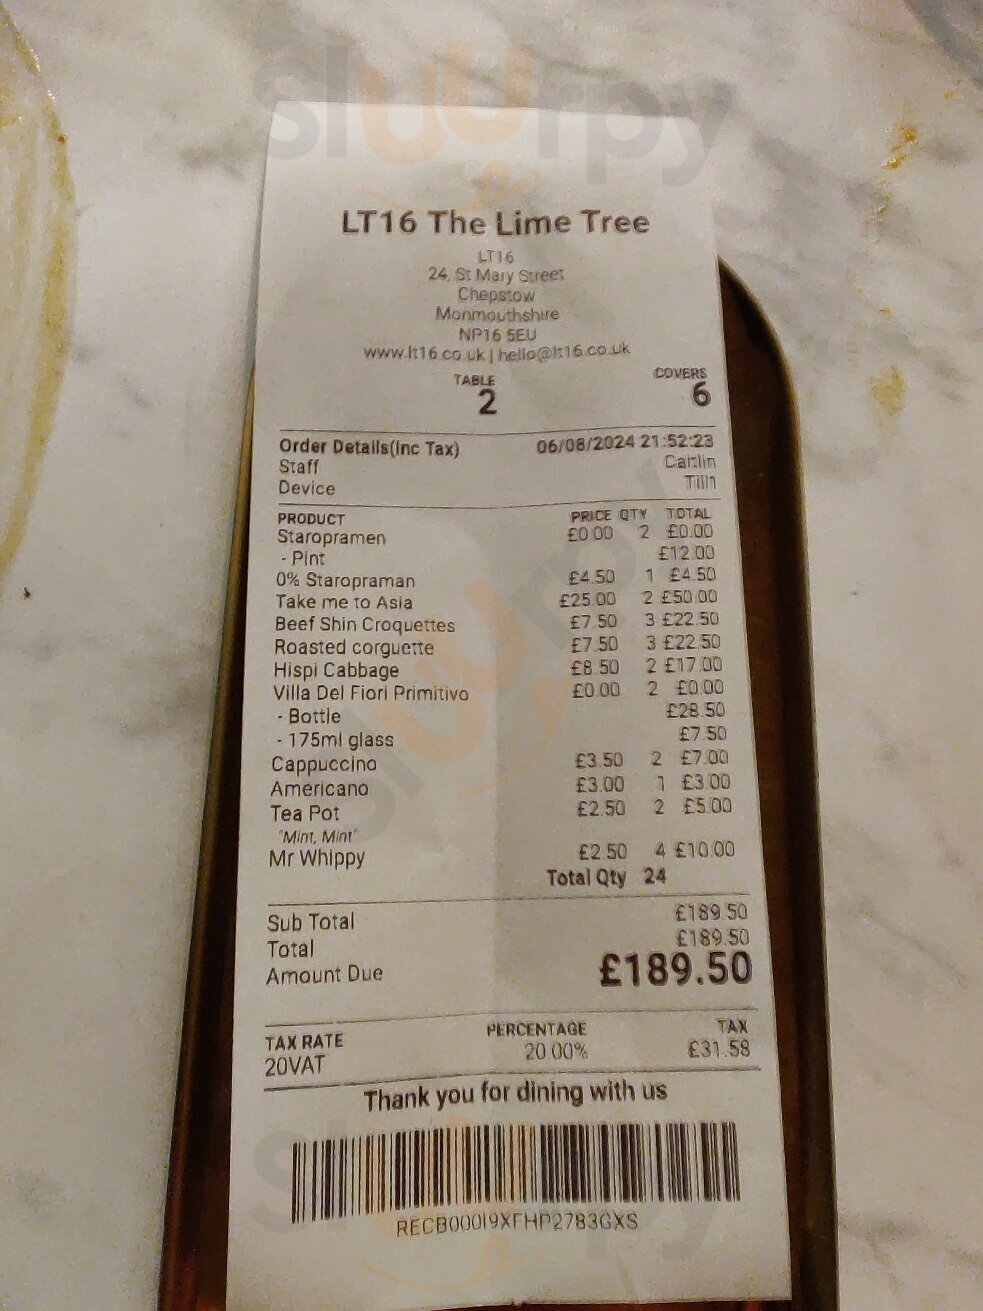 LT16 The Lime Tree
LT16
24, St Mary Street
Chepstow
Monmouthshire
NP16 5EU
www.lt16.co.uk | hello@lt16.co.uk
TABLE COVERS
2 6
Order Details(Inc Tax) 06/08/2024 21:52:23
Staff Caitlin
Device Till1
PRODUCT PRICE QTY TOTAL
Staropramen £0.00 2 £0.00
- Pint £12.00
0% Staropraman £4.50 1 £4.50
Take me to Asia £25.00 2 £50.00
Beef Shin Croquettes £7.50 3 £22.50
Roasted corguette £7.50 3 £22.50
Hispi Cabbage £8.50 2 £17.00
Villa Del Fiori Primitivo £0.00 2 £0.00
- Bottle £28.50
- 175ml glass £7.50
Cappuccino £3.50 2 £7.00
Americano £3.00 1 £3.00
Tea Pot £2.50 2 £5.00
"Mint, Mint"
Mr Whippy £2.50 4 £10.00
Total Qty 24
Sub Total £189.50
Total £189.50
Amount Due £189.50
TAX RATE PERCENTAGE TAX
20VAT 20.00% £31.58
Thank you for dining with us
RECB000I9XFHP2783GXS
Sluurpy
Sluurpy
Sluurpy